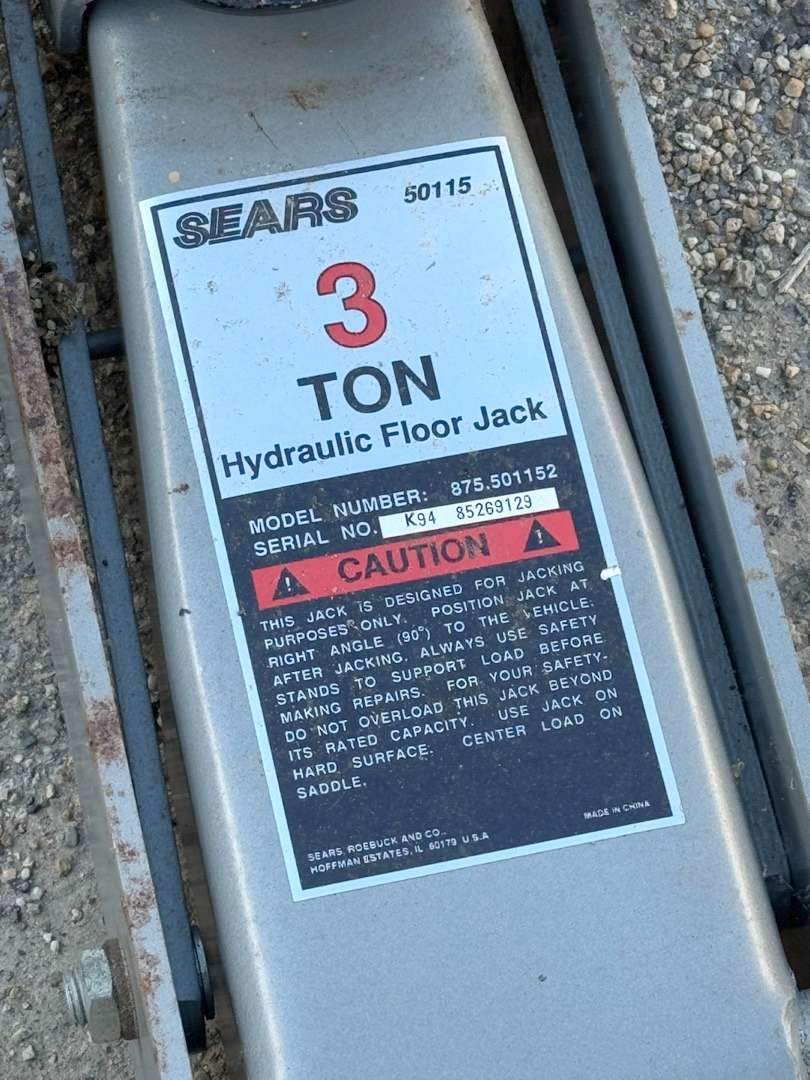 SEARS 50115
3
TON
Hydraulic Floor Jack
MODEL NUMBER: 875.501152
SERIAL NO. K94 85269129
CAUTION
THIS JACK IS DESIGNED FOR JACKING
PURPOSES ONLY. POSITION JACK AT
RIGHT ANGLE (90°) TO THE VEHICLE.
AFTER JACKING, ALWAYS USE SAFETY
STANDS TO SUPPORT LOAD BEFORE
MAKING REPAIRS. FOR YOUR SAFETY.
DO NOT OVERLOAD THIS JACK BEYOND
ITS RATED CAPACITY. USE JACK ON
HARD SURFACE. CENTER LOAD ON
SADDLE.
SEARS, ROEBUCK AND CO..
HOFFMAN ESTATES, IL 60179 U.S.A
MADE IN CHINA